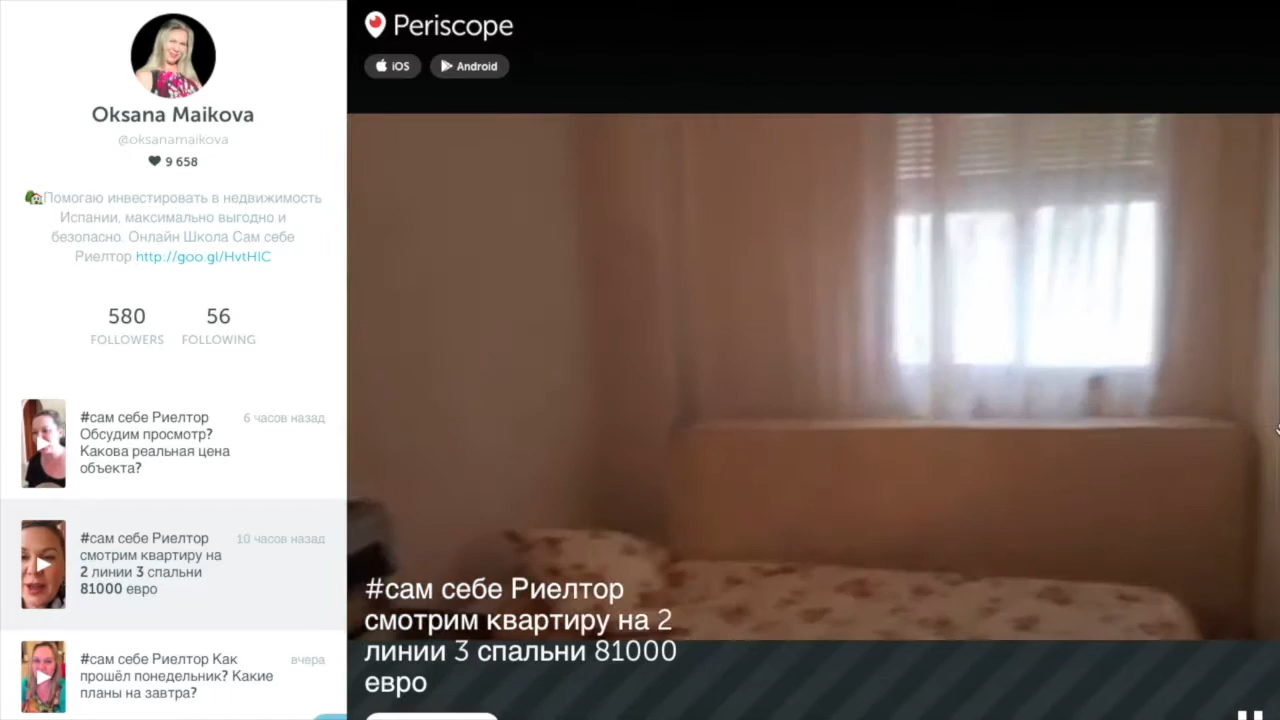 Oksana Maikova
@oksanamaikova
9 658
Помогаю инвестировать в недвижимость
Испании, максимально выгодно и
безопасно. Онлайн Школа Сам себе
Риелтор http://goo.gl/HvtHIC
580 56
FOLLOWERS FOLLOWING
#сам себе Риелтор 6 часов назад
Обсудим просмотр?
Какова реальная цена
объекта?
#сам себе Риелтор 10 часов назад
смотрим квартиру на
2 линии 3 спальни
81000 евро
#сам себе Риелтор Как вчера
прошёл понедельник? Какие
планы на завтра?
Periscope
iOS Android
#сам себе Риелтор
смотрим квартиру на 2
линии 3 спальни 81000
евро